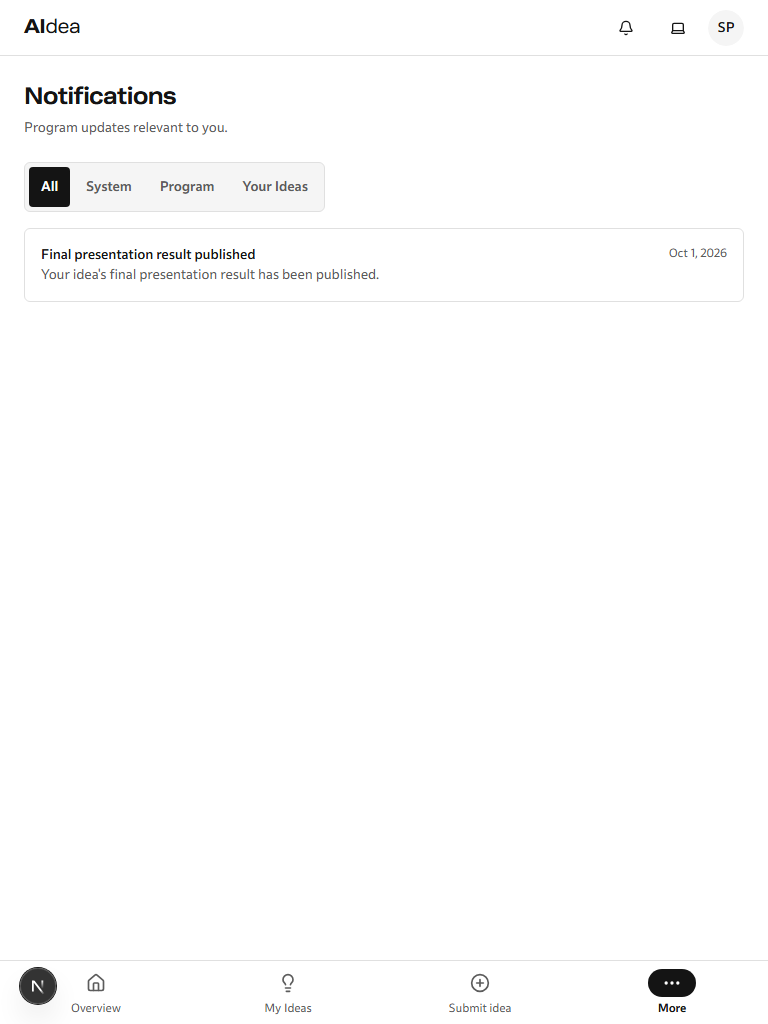 AIdea
SP
Notifications
Program updates relevant to you.
All System Program Your Ideas
Final presentation result published Oct 1, 2026
Your idea's final presentation result has been published.
N
Overview My Ideas Submit idea More